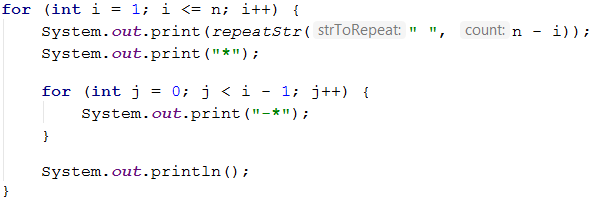 for (int i = 1; i <= n; i++) {
    System.out.print(repeatStr( strToRepeat: " ", count: n - i));
    System.out.print("*");
    for (int j = 0; j < i - 1; j++) {
        System.out.print("-*");
    }
    System.out.println();
}